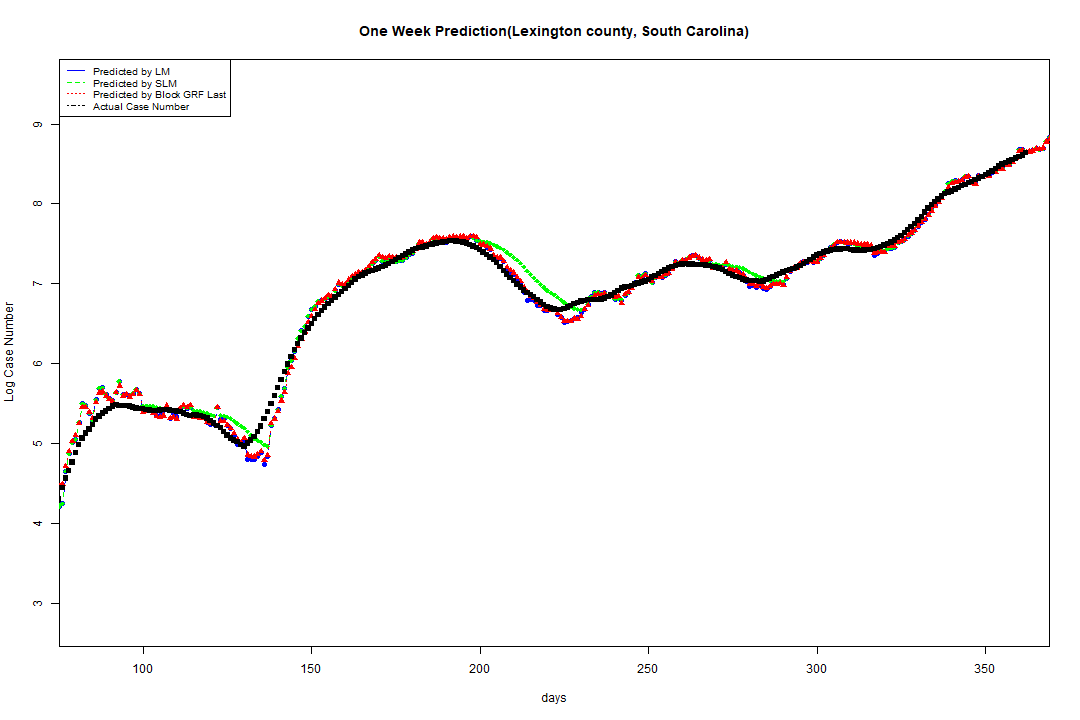 One Week Prediction(Lexington county, South Carolina)
Predicted by LM
Predicted by SLM
Predicted by Block GRF Last
Actual Case Number
Log Case Number
9
8
7
6
5
4
3
100 150 200 250 300 350
days